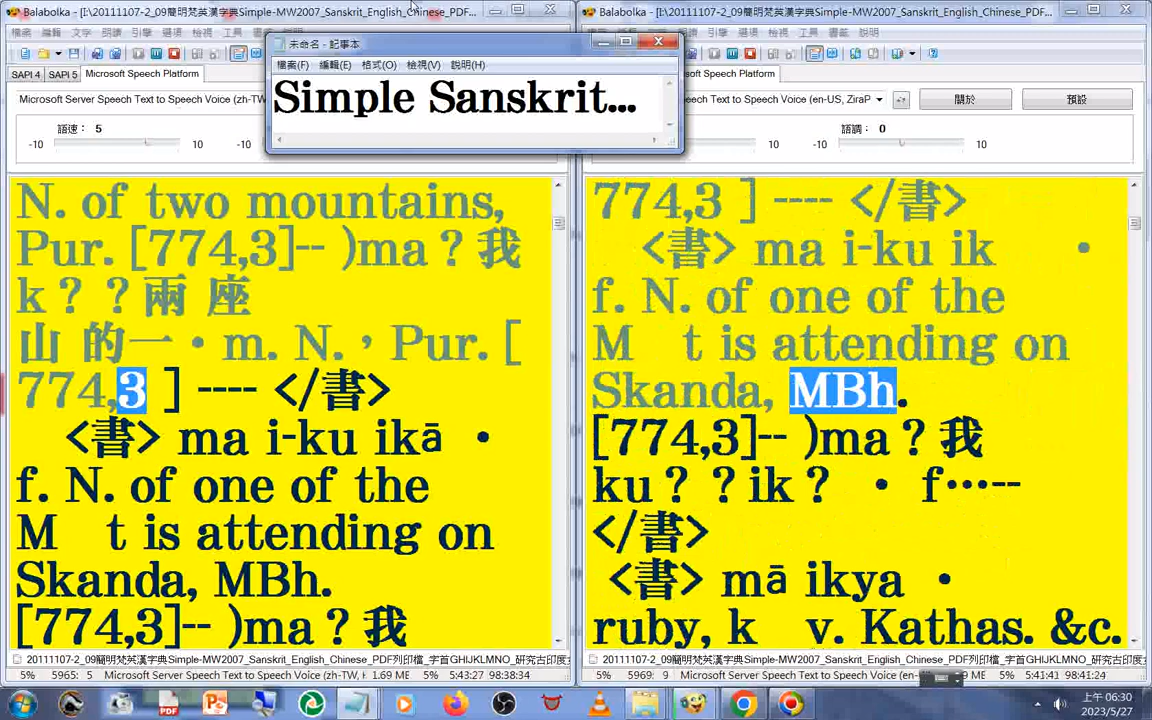 Balabolka - [I:\20111107-2_09簡明梵英漢字典Simple-MW2007_Sanskrit_English_Chinese_PDF...
Balabolka - [I:\20111107-2_09簡明梵英漢字典Simple-MW2007_Sanskrit_English_Chinese_PDF...
檔案 編輯 文字 朗讀 引擎 選項 工具
未命名 - 記事本
檔案(F) 編輯(E) 格式(O) 檢視(V) 說明(H)
Simple Sanskrit...
SAPI 4 SAPI 5 Microsoft Speech Platform
Speech Platform
Microsoft Server Speech Text to Speech Voice (zh-TW,
ech Text to Speech Voice (en-US, ZiraP
關於
預設
語速： 5
語調： 0
-10 10 -10
10 -10 10
N. of two mountains,
Pur. [774,3]-- )ma？我
k？？兩 座
山 的一・m. N.，Pur. [
774,3 ] ---- </書>
<書> ma i-ku ikā •
f. N. of one of the
M t is attending on
Skanda, MBh.
[774,3]-- )ma？我
774,3 ] ---- </書>
<書> ma i-ku ik •
f. N. of one of the
M t is attending on
Skanda, MBh.
[774,3]-- )ma？我
ku？？ik？ • f…--
</書>
<書> mā ikya •
ruby, k v. Kathas. &c.
20111107-2_09簡明梵英漢字典Simple-MW2007_Sanskrit_English_Chinese_PDF列印檔_字首GHIJKLMNO_研究古印度
20111107-2_09簡明梵英漢字典Simple-MW2007_Sanskrit_English_Chinese_PDF列印檔_字首GHIJKLMNO_研究古印度
5% 5965: 5 Microsoft Server Speech Text to Speech Voice (zh-TW, 1.69 ME 5% 5:43:27 98:38:34
5% 5969: 9 Microsoft Server Speech Text to Speech Voice (en- 5% 5:41:41 98:41:24
上午 06:30
2023/5/27